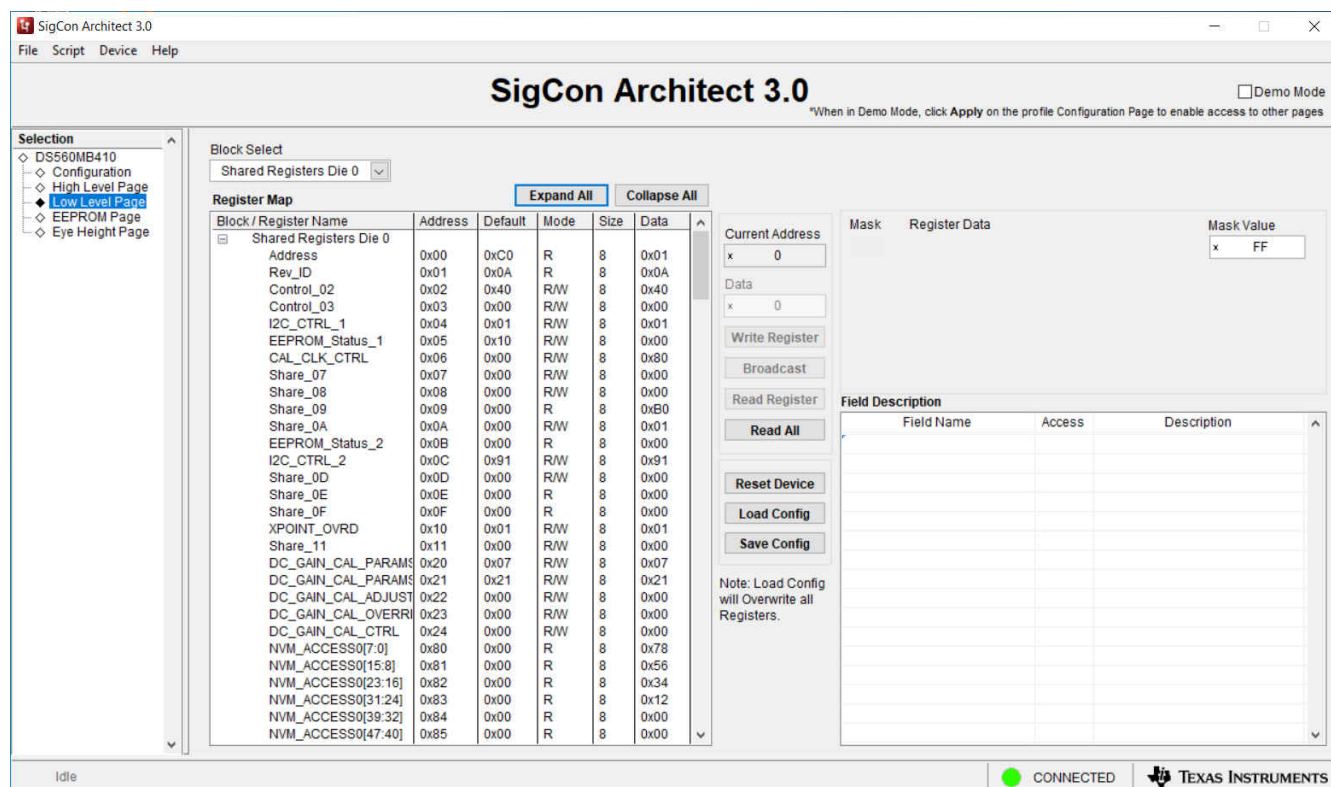 SigCon Architect 3.0
File Script Device Help
SigCon Architect 3.0
Demo Mode
*When in Demo Mode, click Apply on the profile Configuration Page to enable access to other pages
Selection
DS560MB410
Configuration
High Level Page
Low Level Page
EEPROM Page
Eye Height Page
Block Select
Shared Registers Die 0
Register Map
Expand All
Collapse All
Block / Register Name Address Default Mode Size Data
Shared Registers Die 0
Address 0x00 0xC0 R 8 0x01
Rev_ID 0x01 0x0A R 8 0x0A
Control_02 0x02 0x40 R/W 8 0x40
Control_03 0x03 0x00 R/W 8 0x00
I2C_CTRL_1 0x04 0x01 R/W 8 0x01
EEPROM_Status_1 0x05 0x10 R/W 8 0x00
CAL_CLK_CTRL 0x06 0x00 R/W 8 0x80
Share_07 0x07 0x00 R/W 8 0x00
Share_08 0x08 0x00 R/W 8 0x00
Share_09 0x09 0x00 R 8 0xB0
Share_0A 0x0A 0x00 R/W 8 0x01
EEPROM_Status_2 0x0B 0x00 R 8 0x00
I2C_CTRL_2 0x0C 0x91 R/W 8 0x91
Share_0D 0x0D 0x00 R/W 8 0x00
Share_0E 0x0E 0x00 R 8 0x00
Share_0F 0x0F 0x00 R 8 0x00
XPOINT_OVRD 0x10 0x01 R/W 8 0x01
Share_11 0x11 0x00 R/W 8 0x00
DC_GAIN_CAL_PARAMS 0x20 0x07 R/W 8 0x07
DC_GAIN_CAL_PARAMS 0x21 0x21 R/W 8 0x21
DC_GAIN_CAL_ADJUST 0x22 0x00 R/W 8 0x00
DC_GAIN_CAL_OVERRI 0x23 0x00 R/W 8 0x00
DC_GAIN_CAL_CTRL 0x24 0x00 R/W 8 0x00
NVM_ACCESS0[7:0] 0x80 0x00 R 8 0x78
NVM_ACCESS0[15:8] 0x81 0x00 R 8 0x56
NVM_ACCESS0[23:16] 0x82 0x00 R 8 0x34
NVM_ACCESS0[31:24] 0x83 0x00 R 8 0x12
NVM_ACCESS0[39:32] 0x84 0x00 R 8 0x00
NVM_ACCESS0[47:40] 0x85 0x00 R 8 0x00
Current Address
x 0
Data
x 0
Write Register
Broadcast
Read Register
Read All
Reset Device
Load Config
Save Config
Note: Load Config
will Overwrite all
Registers.
Mask Register Data Mask Value
x FF
Field Description
Field Name Access Description
Idle
CONNECTED
TEXAS INSTRUMENTS